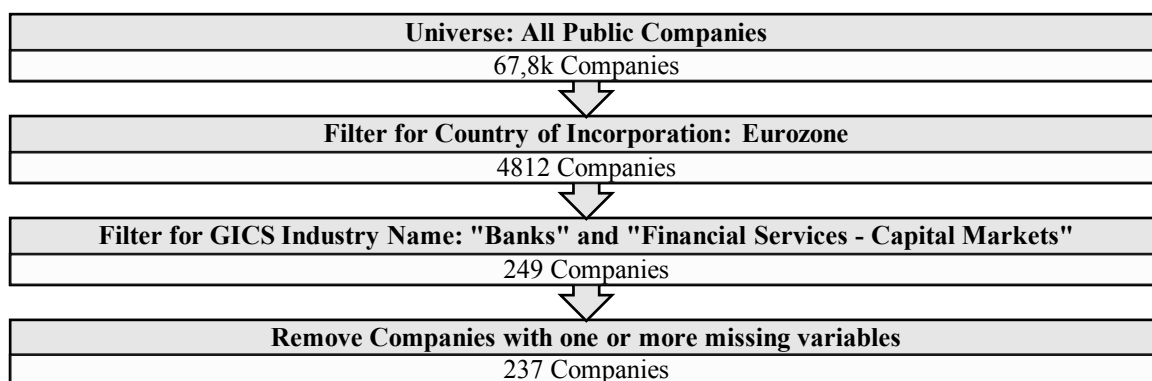 Universe: All Public Companies
67,8k Companies
Filter for Country of Incorporation: Eurozone
4812 Companies
Filter for GICS Industry Name: "Banks" and "Financial Services - Capital Markets"
249 Companies
Remove Companies with one or more missing variables
237 Companies